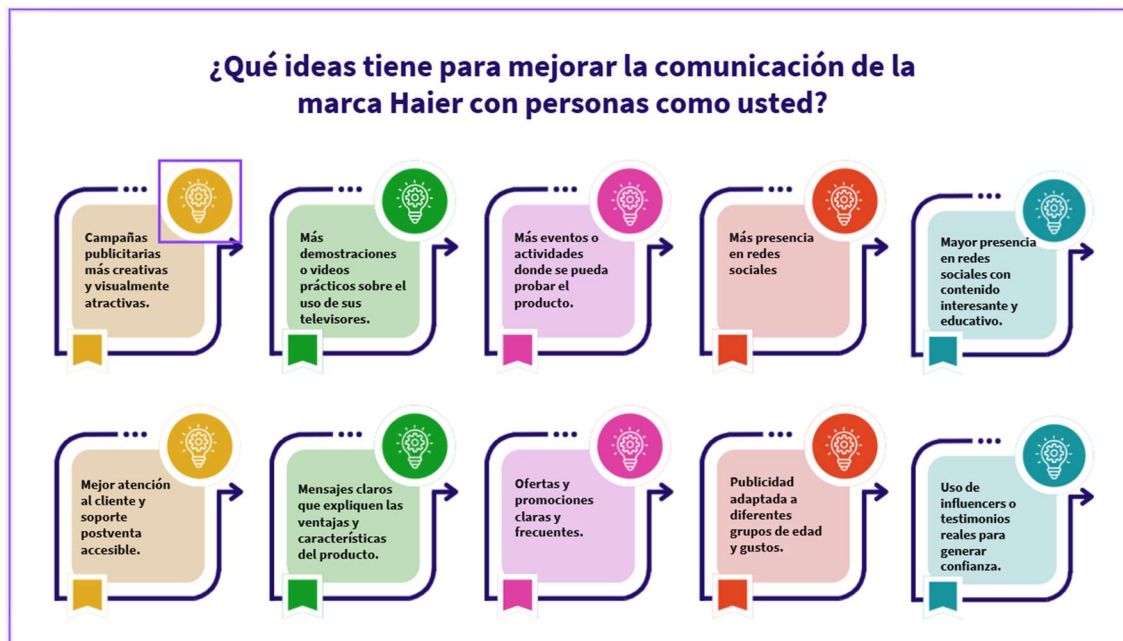 ¿Qué ideas tiene para mejorar la comunicación de la
marca Haier con personas como usted?
Campañas
publicitarias
más creativas
y visualmente
atractivas.
Más
demostraciones
o videos
prácticos sobre el
uso de sus
televisores.
Más eventos o
actividades
donde se pueda
probar el
producto.
Más presencia
en redes
sociales
Mayor presencia
en redes
sociales con
contenido
interesante y
educativo.
Mejor atención
al cliente y
soporte
postventa
accesible.
Mensajes claros
que expliquen las
ventajas y
características
del producto.
Ofertas y
promociones
claras y
frecuentes.
Publicidad
adaptada a
diferentes
grupos de edad
y gustos.
Uso de
influencers o
testimonios
reales para
generar
confianza.